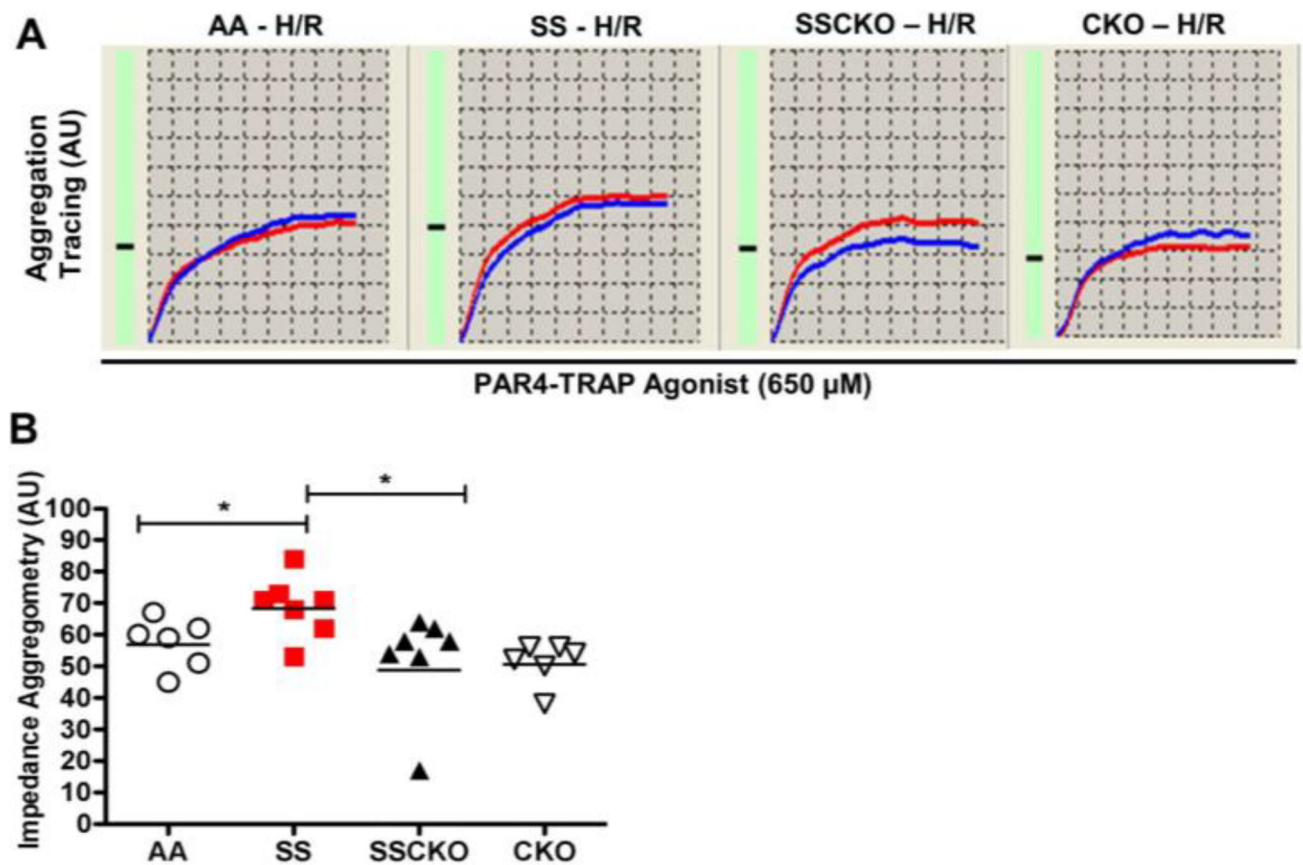 A
AA - H/R
SS - H/R
SSCKO – H/R
CKO – H/R
Aggregation
Tracing (AU)
PAR4-TRAP Agonist (650 µM)
B
Impedance Aggregometry (AU)
100
90
80
70
60
50
40
30
20
10
0
*
*
AA
SS
SSCKO
CKO